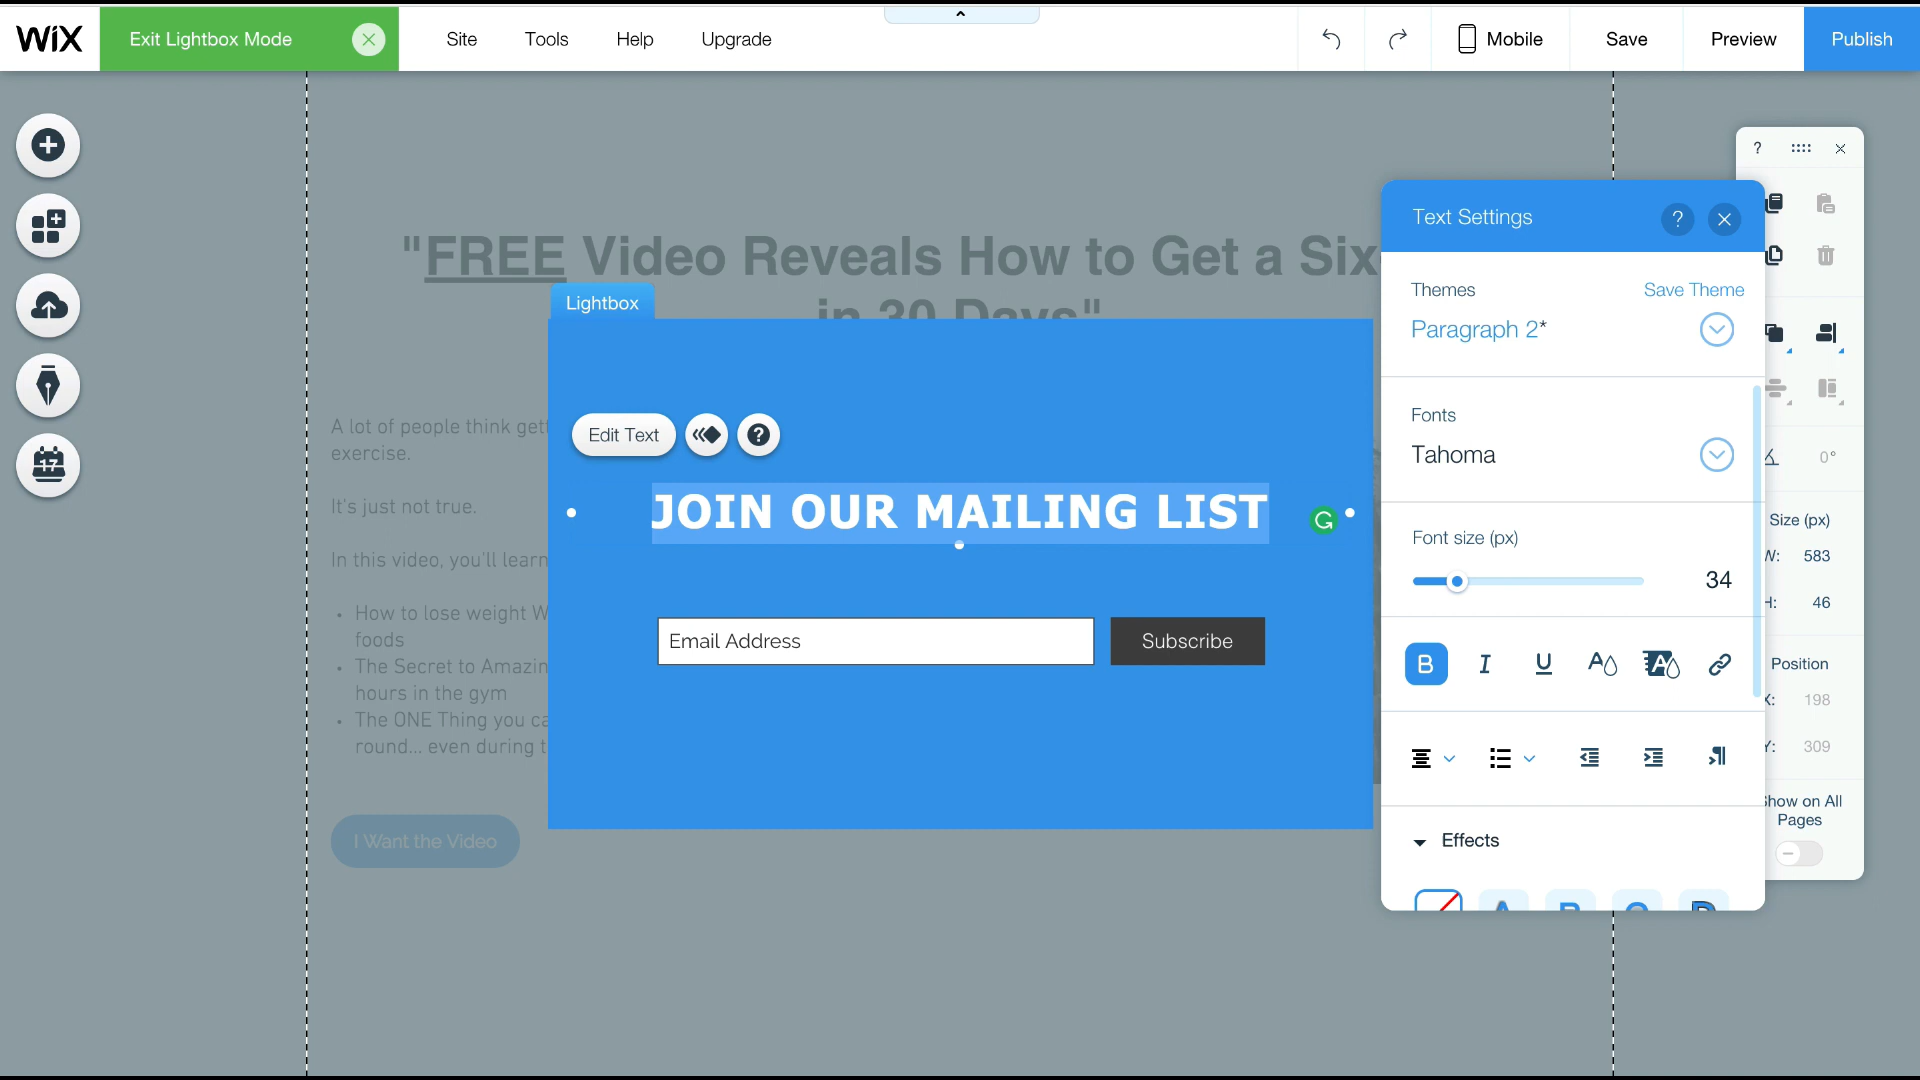 WiX
Exit Lightbox Mode
Site
Tools
Help
Upgrade
Mobile
Save
Preview
Publish
17
"FREE Video Reveals How to Get a Six
in 30 Days"
A lot of people think get
exercise.
It's just not true.
In this video, you'll learn
• How to lose weight W
foods
• The Secret to Amazin
hours in the gym
• The ONE Thing you ca
round... even during t
I Want the Video
Lightbox
Edit Text
?
JOIN OUR MAILING LIST
Email Address
Subscribe
Text Settings
?
Themes
Save Theme
Paragraph 2*
Fonts
Tahoma
Font size (px)
34
B I U A A
Effects
?
0°
Size (px)
W: 583
H: 46
Position
X: 198
Y: 309
Show on All
Pages